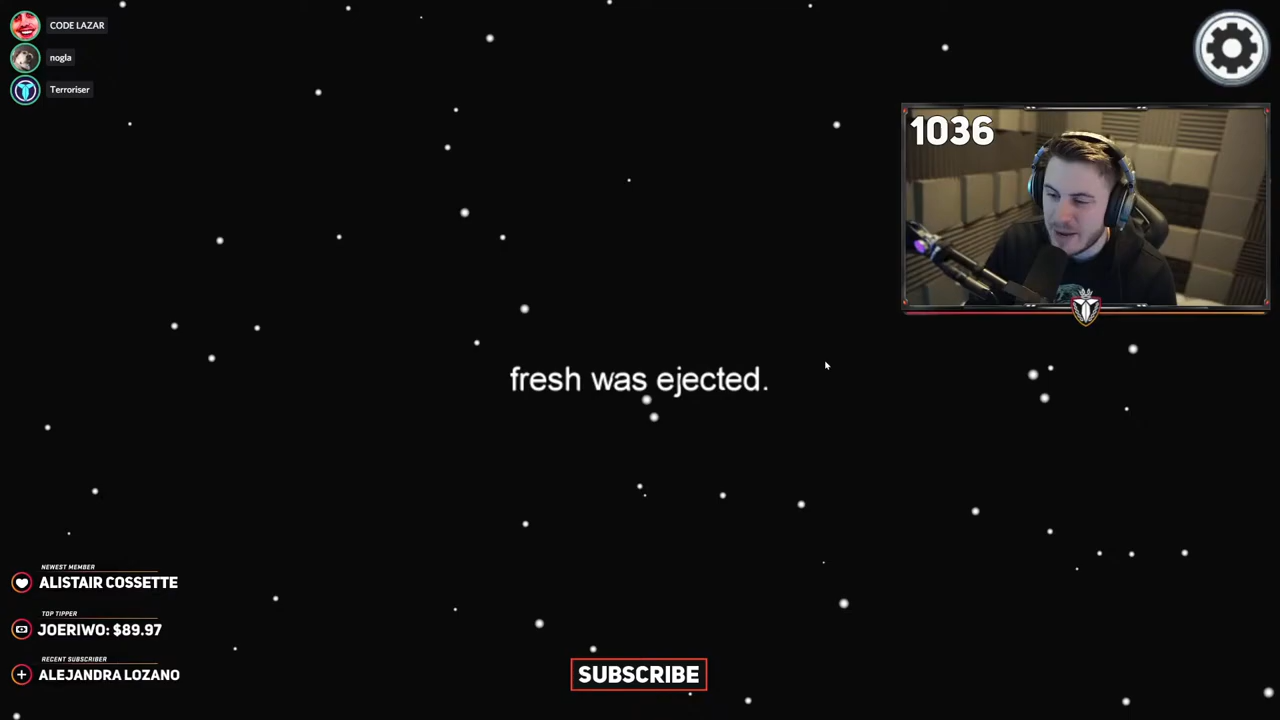 CODE LAZAR
nogla
Terroriser
1036
fresh was ejected.
NEWEST MEMBER
ALISTAIR COSSETTE
TOP TIPPER
JOERIWO: $89.97
RECENT SUBSCRIBER
ALEJANDRA LOZANO
SUBSCRIBE